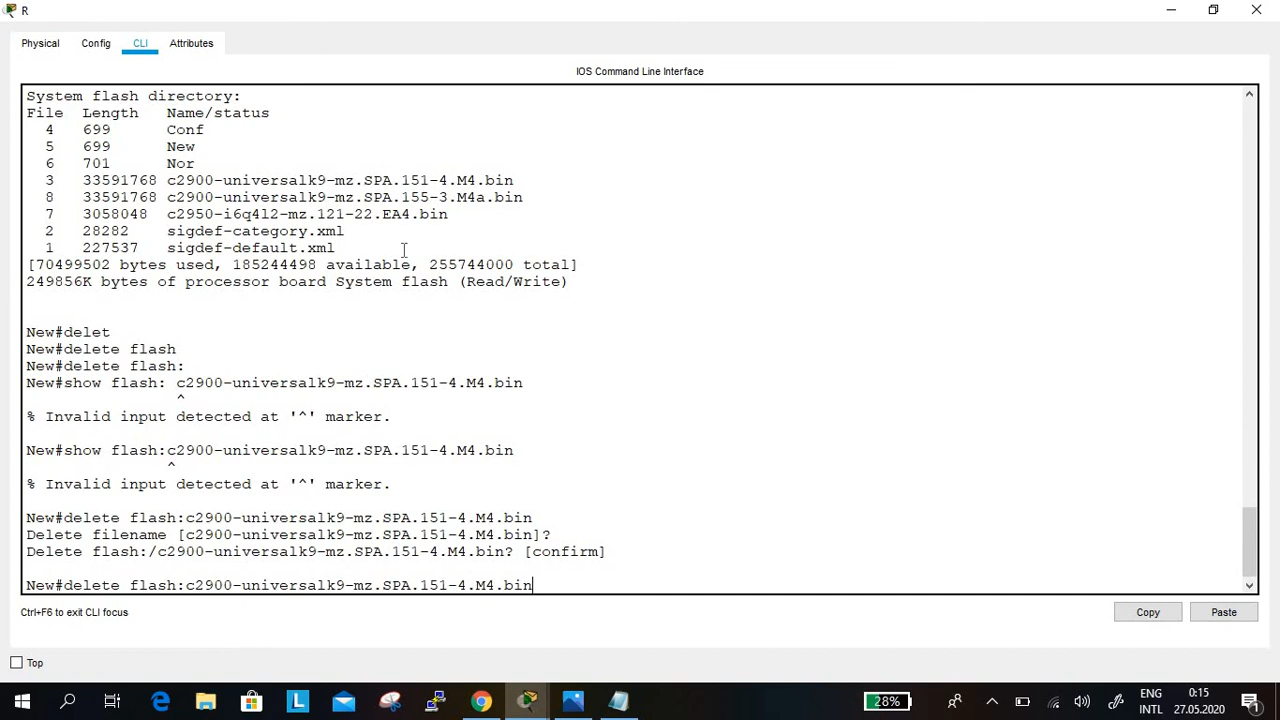 R
Physical Config CLI Attributes
IOS Command Line Interface
System flash directory:
File Length Name/status
4 699 Conf
5 699 New
6 701 Nor
3 33591768 c2900-universalk9-mz.SPA.151-4.M4.bin
8 33591768 c2900-universalk9-mz.SPA.155-3.M4a.bin
7 3058048 c2950-i6q4l2-mz.121-22.EA4.bin
2 28282 sigdef-category.xml
1 227537 sigdef-default.xml
[70499502 bytes used, 185244498 available, 255744000 total]
249856K bytes of processor board System flash (Read/Write)
New#delet
New#delete flash
New#delete flash:
New#show flash: c2900-universalk9-mz.SPA.151-4.M4.bin
^
% Invalid input detected at '^' marker.
New#show flash:c2900-universalk9-mz.SPA.151-4.M4.bin
^
% Invalid input detected at '^' marker.
New#delete flash:c2900-universalk9-mz.SPA.151-4.M4.bin
Delete filename [c2900-universalk9-mz.SPA.151-4.M4.bin]?
Delete flash:/c2900-universalk9-mz.SPA.151-4.M4.bin? [confirm]
New#delete flash:c2900-universalk9-mz.SPA.151-4.M4.bin
Ctrl+F6 to exit CLI focus
Copy Paste
Top
L 28% ENG 0:15
INTL 27.05.2020 1